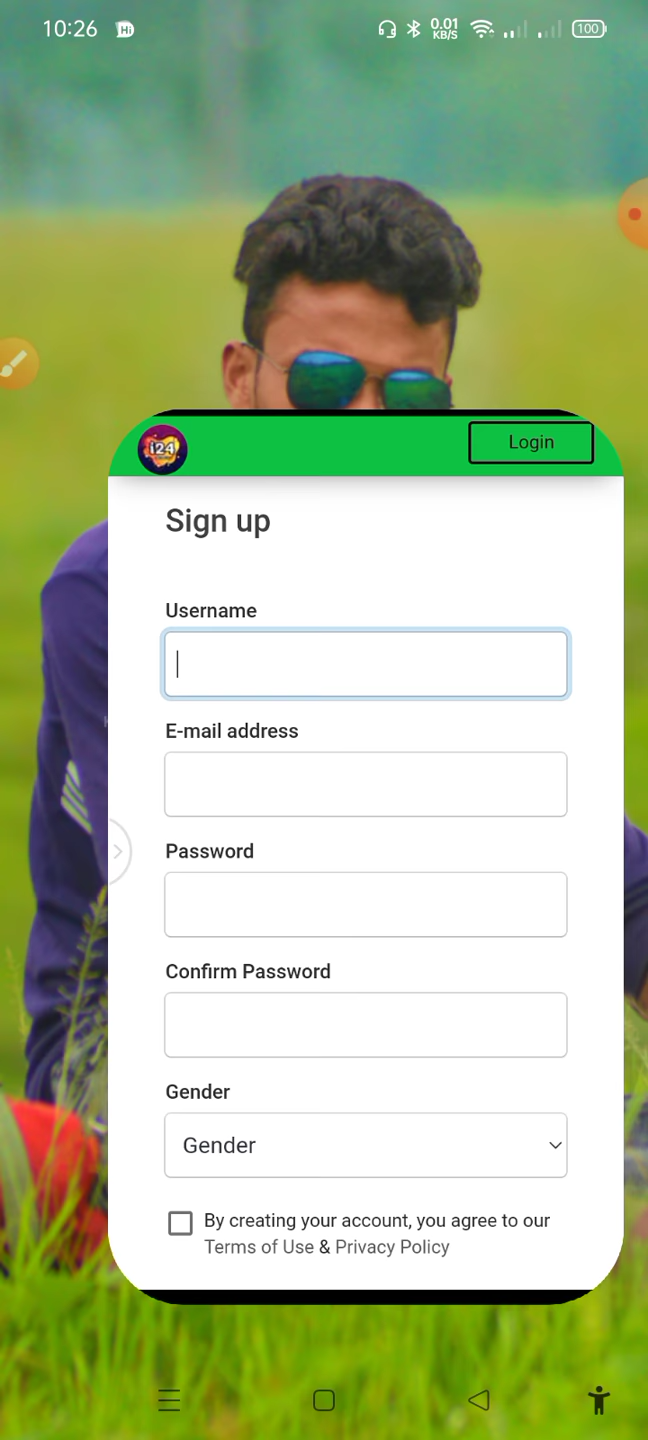 10:26 Hi 0.01 KB/S 100
i24
Login
Sign up
Username
E-mail address
Password
Confirm Password
Gender
Gender
By creating your account, you agree to our
Terms of Use & Privacy Policy